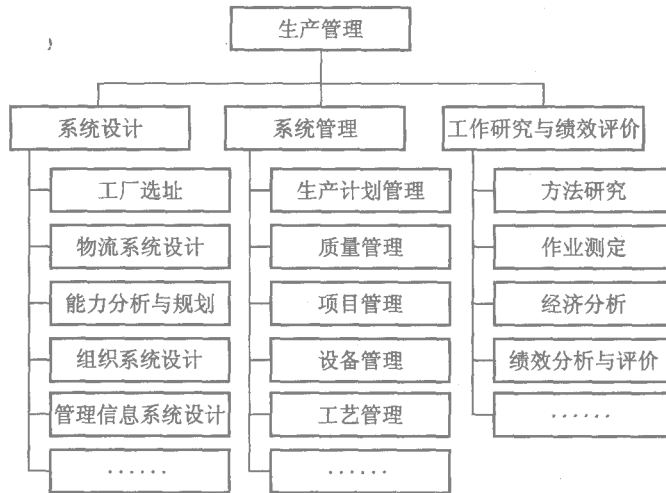 生产管理
系统设计
工厂选址
物流系统设计
能力分析与规划
组织系统设计
管理信息系统设计
······
系统管理
生产计划管理
质量管理
项目管理
设备管理
工艺管理
······
工作研究与绩效评价
方法研究
作业测定
经济分析
绩效分析与评价
······